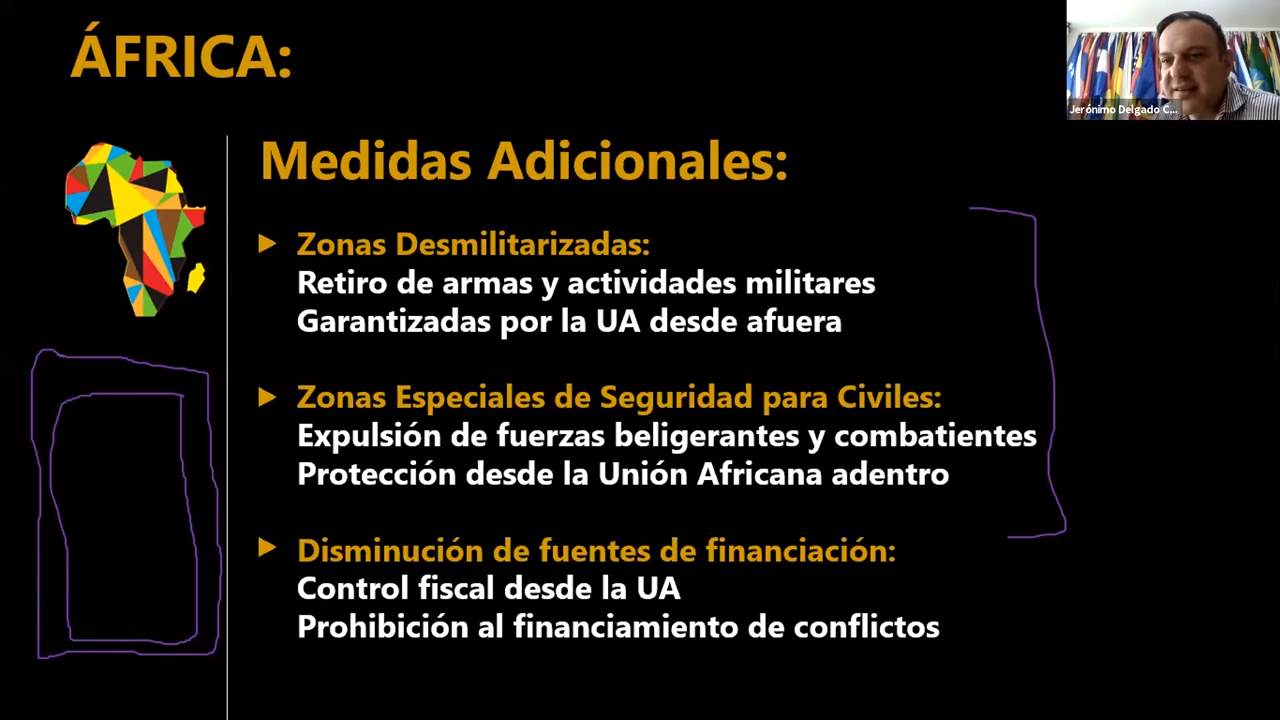 ÁFRICA:
Jerónimo Delgado C...
Medidas Adicionales:
Zonas Desmilitarizadas:
Retiro de armas y actividades militares
Garantizadas por la UA desde afuera
Zonas Especiales de Seguridad para Civiles:
Expulsión de fuerzas beligerantes y combatientes
Protección desde la Unión Africana adentro
Disminución de fuentes de financiación:
Control fiscal desde la UA
Prohibición al financiamiento de conflictos